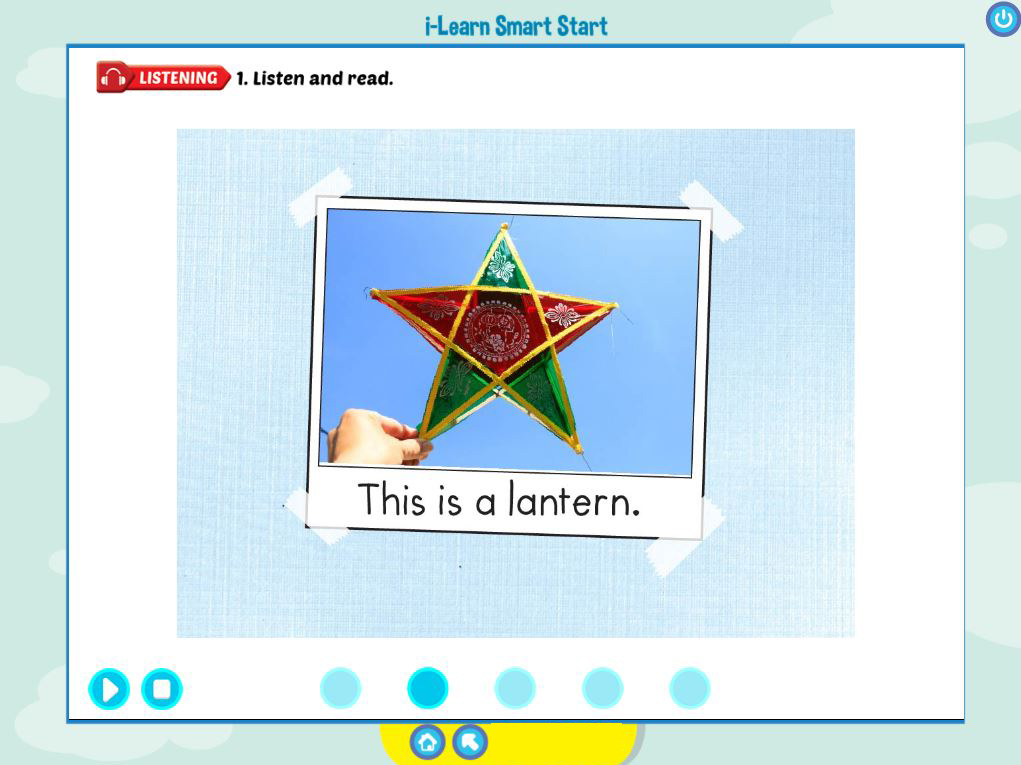 i-Learn Smart Start
LISTENING 1. Listen and read.
This is a lantern.